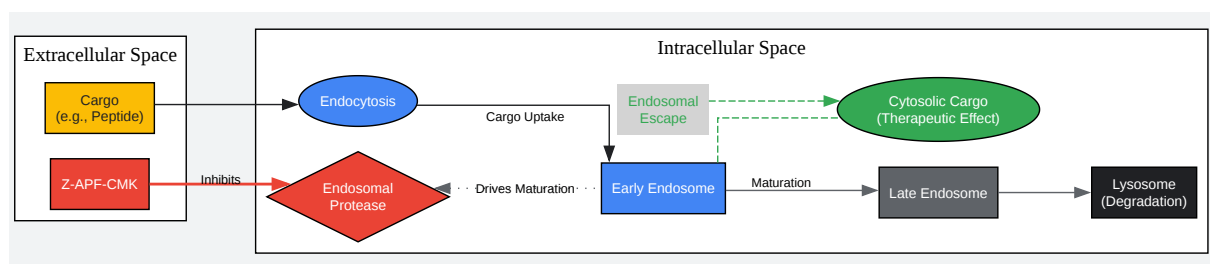 Extracellular Space
Cargo
(e.g., Peptide)
Z-APF-CMK
Inhibits
Intracellular Space
Endocytosis
Cargo Uptake
Endosomal
Protease
Drives Maturation
Endosomal
Escape
Early Endosome
Maturation
Cytosolic Cargo
(Therapeutic Effect)
Late Endosome
Lysosome
(Degradation)